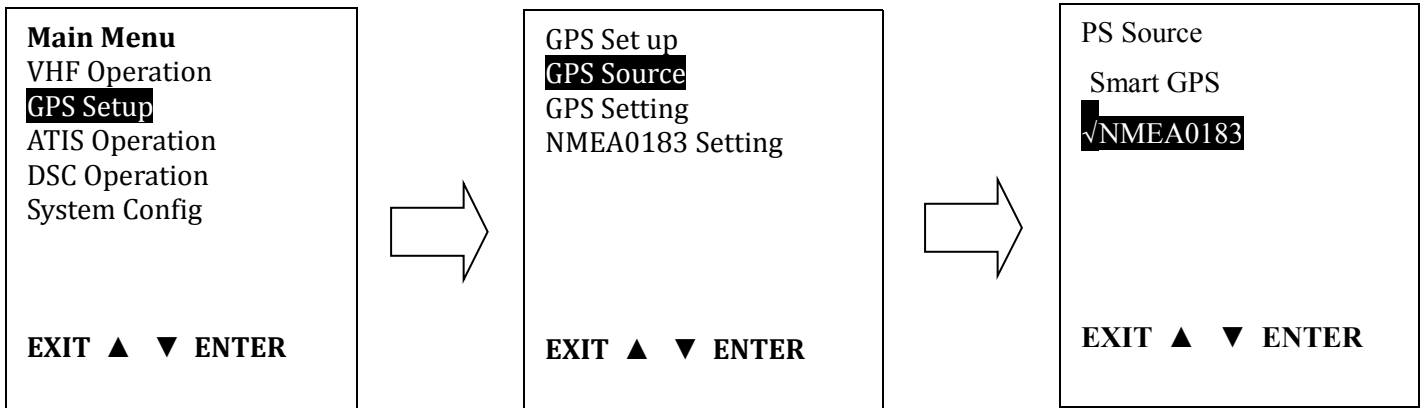 Main Menu
VHF Operation
GPS Setup
ATIS Operation
DSC Operation
System Config
EXIT ▲ ▼ ENTER
GPS Set up
GPS Source
GPS Setting
NMEA0183 Setting
EXIT ▲ ▼ ENTER
PS Source
Smart GPS
√NMEA0183
EXIT ▲ ▼ ENTER